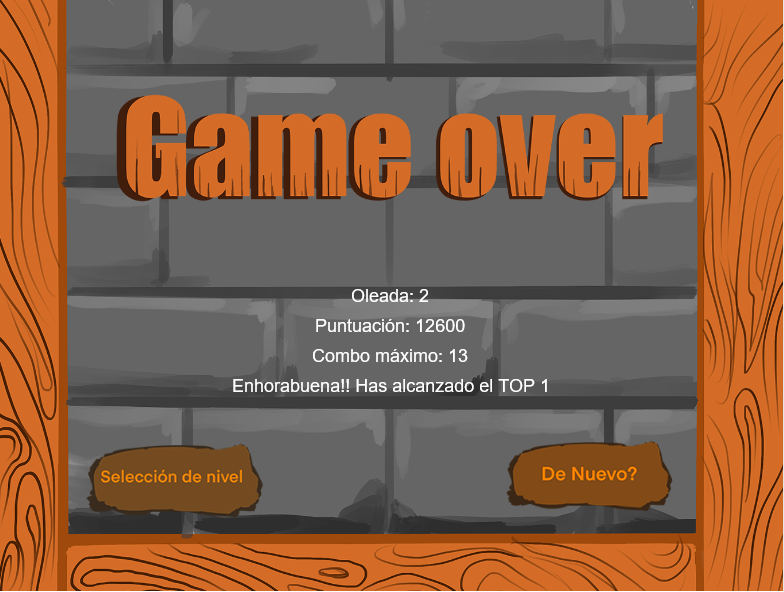 Game over
Oleada: 2
Puntuación: 12600
Combo máximo: 13
Enhorabuena!! Has alcanzado el TOP 1
Selección de nivel
De Nuevo?